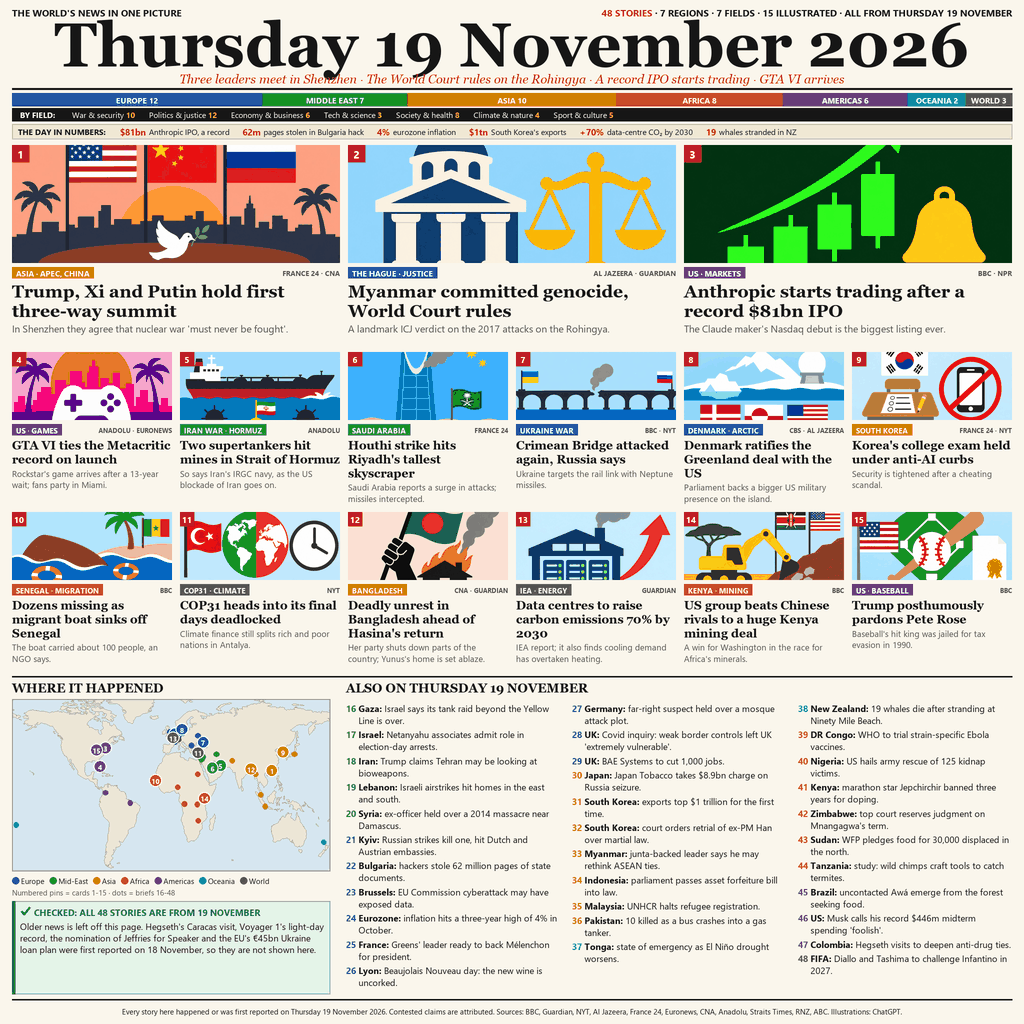 THE WORLD'S NEWS IN ONE PICTURE
48 STORIES · 7 REGIONS · 7 FIELDS · 15 ILLUSTRATED · ALL FROM THURSDAY 19 NOVEMBER
Thursday 19 November 2026
Three leaders meet in Shenzhen · The World Court rules on the Rohingya · A record IPO starts trading · GTA VI arrives
EUROPE 12 MIDDLE EAST 7 ASIA 10 AFRICA 8 AMERICAS 6 OCEANIA 2 WORLD 3
BY FIELD: War & security 10 Politics & justice 12 Economy & business 6 Tech & science 3 Society & health 8 Climate & nature 4 Sport & culture 5
THE DAY IN NUMBERS: $81bn Anthropic IPO, a record 62m pages stolen in Bulgaria hack 4% eurozone inflation $1tn South Korea's exports +70% data-centre CO₂ by 2030 19 whales stranded in NZ
1
ASIA · APEC, CHINA
FRANCE 24 · CNA
Trump, Xi and Putin hold first
three-way summit
In Shenzhen they agree that nuclear war 'must never be fought'.
2
THE HAGUE · JUSTICE
AL JAZEERA · GUARDIAN
Myanmar committed genocide,
World Court rules
A landmark ICJ verdict on the 2017 attacks on the Rohingya.
3
US · MARKETS
BBC · NPR
Anthropic starts trading after a
record $81bn IPO
The Claude maker's Nasdaq debut is the biggest listing ever.
4
US · GAMES
ANADOLU · EURONEWS
GTA VI ties the Metacritic
record on launch
Rockstar's game arrives after a 13-year
wait; fans party in Miami.
5
IRAN WAR · HORMUZ
ANADOLU
Two supertankers hit
mines in Strait of Hormuz
So says Iran's IRGC navy, as the US
blockade of Iran goes on.
6
SAUDI ARABIA
FRANCE 24
Houthi strike hits
Riyadh's tallest
skyscraper
Saudi Arabia reports a surge in attacks;
missiles intercepted.
7
UKRAINE WAR
BBC · NYT
Crimean Bridge attacked
again, Russia says
Ukraine targets the rail link with Neptune
missiles.
8
DENMARK · ARCTIC
CBS · AL JAZEERA
Denmark ratifies the
Greenland deal with the
US
Parliament backs a bigger US military
presence on the island.
9
SOUTH KOREA
FRANCE 24 · NYT
Korea's college exam held
under anti-AI curbs
Security is tightened after a cheating
scandal.
10
SENEGAL · MIGRATION
BBC
Dozens missing as
migrant boat sinks off
Senegal
The boat carried about 100 people, an
NGO says.
11
COP31 · CLIMATE
NYT
COP31 heads into its final
days deadlocked
Climate finance still splits rich and poor
nations in Antalya.
12
BANGLADESH
CNA · GUARDIAN
Deadly unrest in
Bangladesh ahead of
Hasina's return
Her party shuts down parts of the
country; Yunus's home is set ablaze.
13
IEA · ENERGY
GUARDIAN
Data centres to raise
carbon emissions 70% by
2030
IEA report; it also finds cooling demand
has overtaken heating.
14
KENYA · MINING
BBC
US group beats Chinese
rivals to a huge Kenya
mining deal
A win for Washington in the race for
Africa's minerals.
15
US · BASEBALL
BBC
Trump posthumously
pardons Pete Rose
Baseball's hit king was jailed for tax
evasion in 1990.
WHERE IT HAPPENED
8
7
13
11
15
3
4
10
6
5
9
12
1
14
Europe Mid-East Asia Africa Americas Oceania World
Numbered pins = cards 1-15 · dots = briefs 16-48
✓ CHECKED: ALL 48 STORIES ARE FROM 19 NOVEMBER
Older news is left off this page. Hegseth's Caracas visit, Voyager 1's light-day
record, the nomination of Jeffries for Speaker and the EU's €45bn Ukraine
loan plan were first reported on 18 November, so they are not shown here.
ALSO ON THURSDAY 19 NOVEMBER
16 Gaza: Israel says its tank raid beyond the Yellow
Line is over.
17 Israel: Netanyahu associates admit role in
election-day arrests.
18 Iran: Trump claims Tehran may be looking at
bioweapons.
19 Lebanon: Israeli airstrikes hit homes in the east
and south.
20 Syria: ex-officer held over a 2014 massacre near
Damascus.
21 Kyiv: Russian strikes kill one, hit Dutch and
Austrian embassies.
22 Bulgaria: hackers stole 62 million pages of state
documents.
23 Brussels: EU Commission cyberattack may have
exposed data.
24 Eurozone: inflation hits a three-year high of 4% in
October.
25 France: Greens' leader ready to back Mélenchon
for president.
26 Lyon: Beaujolais Nouveau day: the new wine is
uncorked.
27 Germany: far-right suspect held over a mosque
attack plot.
28 UK: Covid inquiry: weak border controls left UK
'extremely vulnerable'.
29 UK: BAE Systems to cut 1,000 jobs.
30 Japan: Japan Tobacco takes $8.9bn charge on
Russia seizure.
31 South Korea: exports top $1 trillion for the first
time.
32 South Korea: court orders retrial of ex-PM Han
over martial law.
33 Myanmar: junta-backed leader says he may
rethink ASEAN ties.
34 Indonesia: parliament passes asset forfeiture bill
into law.
35 Malaysia: UNHCR halts refugee registration.
36 Pakistan: 10 killed as a bus crashes into a gas
tanker.
37 Tonga: state of emergency as El Niño drought
worsens.
38 New Zealand: 19 whales die after stranding at
Ninety Mile Beach.
39 DR Congo: WHO to trial strain-specific Ebola
vaccines.
40 Nigeria: US hails army rescue of 125 kidnap
victims.
41 Kenya: marathon star Jepchirchir banned three
years for doping.
42 Zimbabwe: top court reserves judgment on
Mnangagwa's term.
43 Sudan: WFP pledges food for 30,000 displaced in
the north.
44 Tanzania: study: wild chimps craft tools to catch
termites.
45 Brazil: uncontacted Awá emerge from the forest
seeking food.
46 US: Musk calls his record $446m midterm
spending 'foolish'.
47 Colombia: Hegseth visits to deepen anti-drug ties.
48 FIFA: Diallo and Tashima to challenge Infantino in
2027.
Every story here happened or was first reported on Thursday 19 November 2026. Contested claims are attributed. Sources: BBC, Guardian, NYT, Al Jazeera, France 24, Euronews, CNA, Anadolu, Straits Times, RNZ, ABC. Illustrations: ChatGPT.